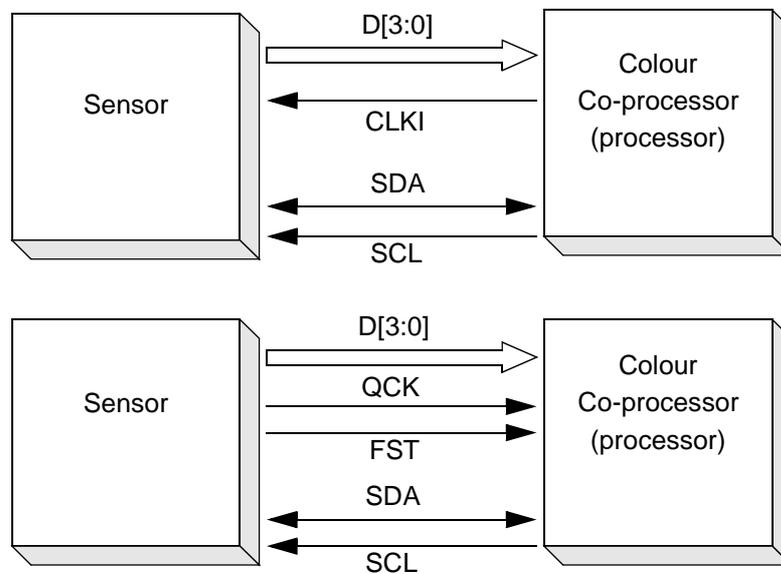 D[3:0]
Sensor
Colour
Co-processor
(processor)
CLKI
SDA
SCL
D[3:0]
Sensor
Colour
Co-processor
(processor)
QCK
FST
SDA
SCL